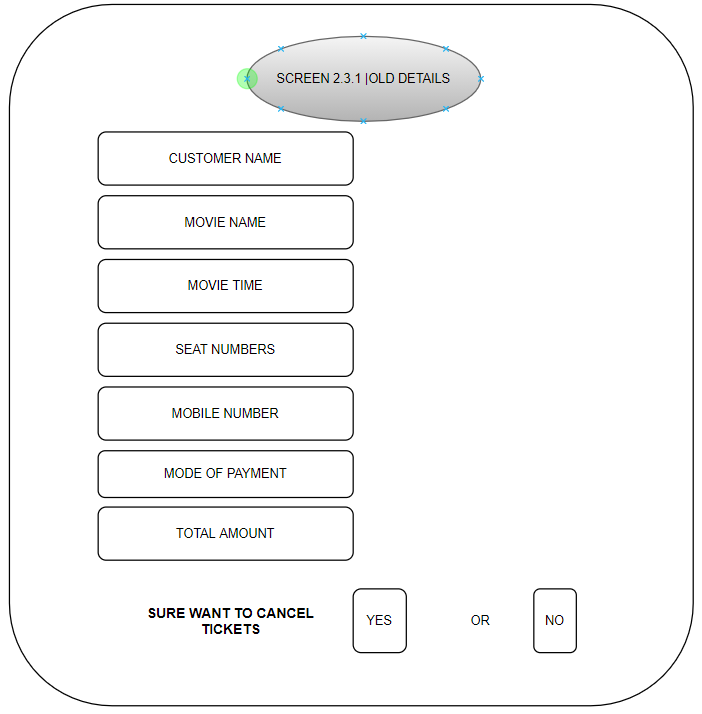 SCREEN 2.3.1 |OLD DETAILS
CUSTOMER NAME
MOVIE NAME
MOVIE TIME
SEAT NUMBERS
MOBILE NUMBER
MODE OF PAYMENT
TOTAL AMOUNT
SURE WANT TO CANCEL
TICKETS
YES
OR
NO